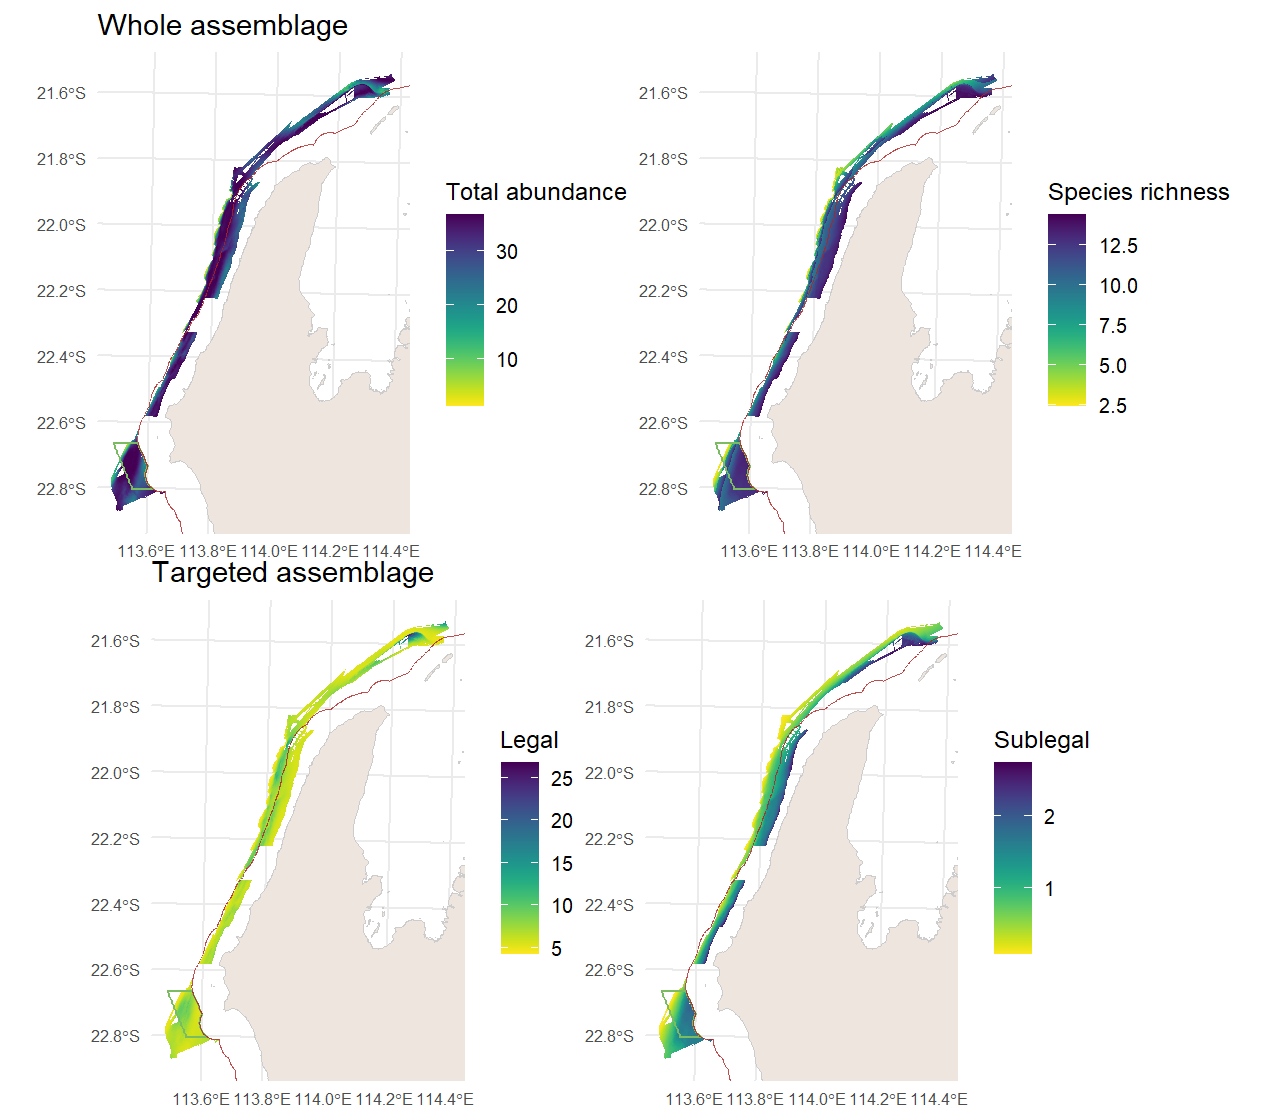 Whole assemblage
21.6°S
21.8°S
22.0°S
22.2°S
22.4°S
22.6°S
22.8°S
113.6°E 113.8°E 114.0°E 114.2°E 114.4°E
Total abundance
30
20
10
21.6°S
21.8°S
22.0°S
22.2°S
22.4°S
22.6°S
22.8°S
113.6°E 113.8°E 114.0°E 114.2°E 114.4°E
Species richness
12.5
10.0
7.5
5.0
2.5
Targeted assemblage
21.6°S
21.8°S
22.0°S
22.2°S
22.4°S
22.6°S
22.8°S
113.6°E 113.8°E 114.0°E 114.2°E 114.4°E
Legal
25
20
15
10
5
21.6°S
21.8°S
22.0°S
22.2°S
22.4°S
22.6°S
22.8°S
113.6°E 113.8°E 114.0°E 114.2°E 114.4°E
Sublegal
2
1